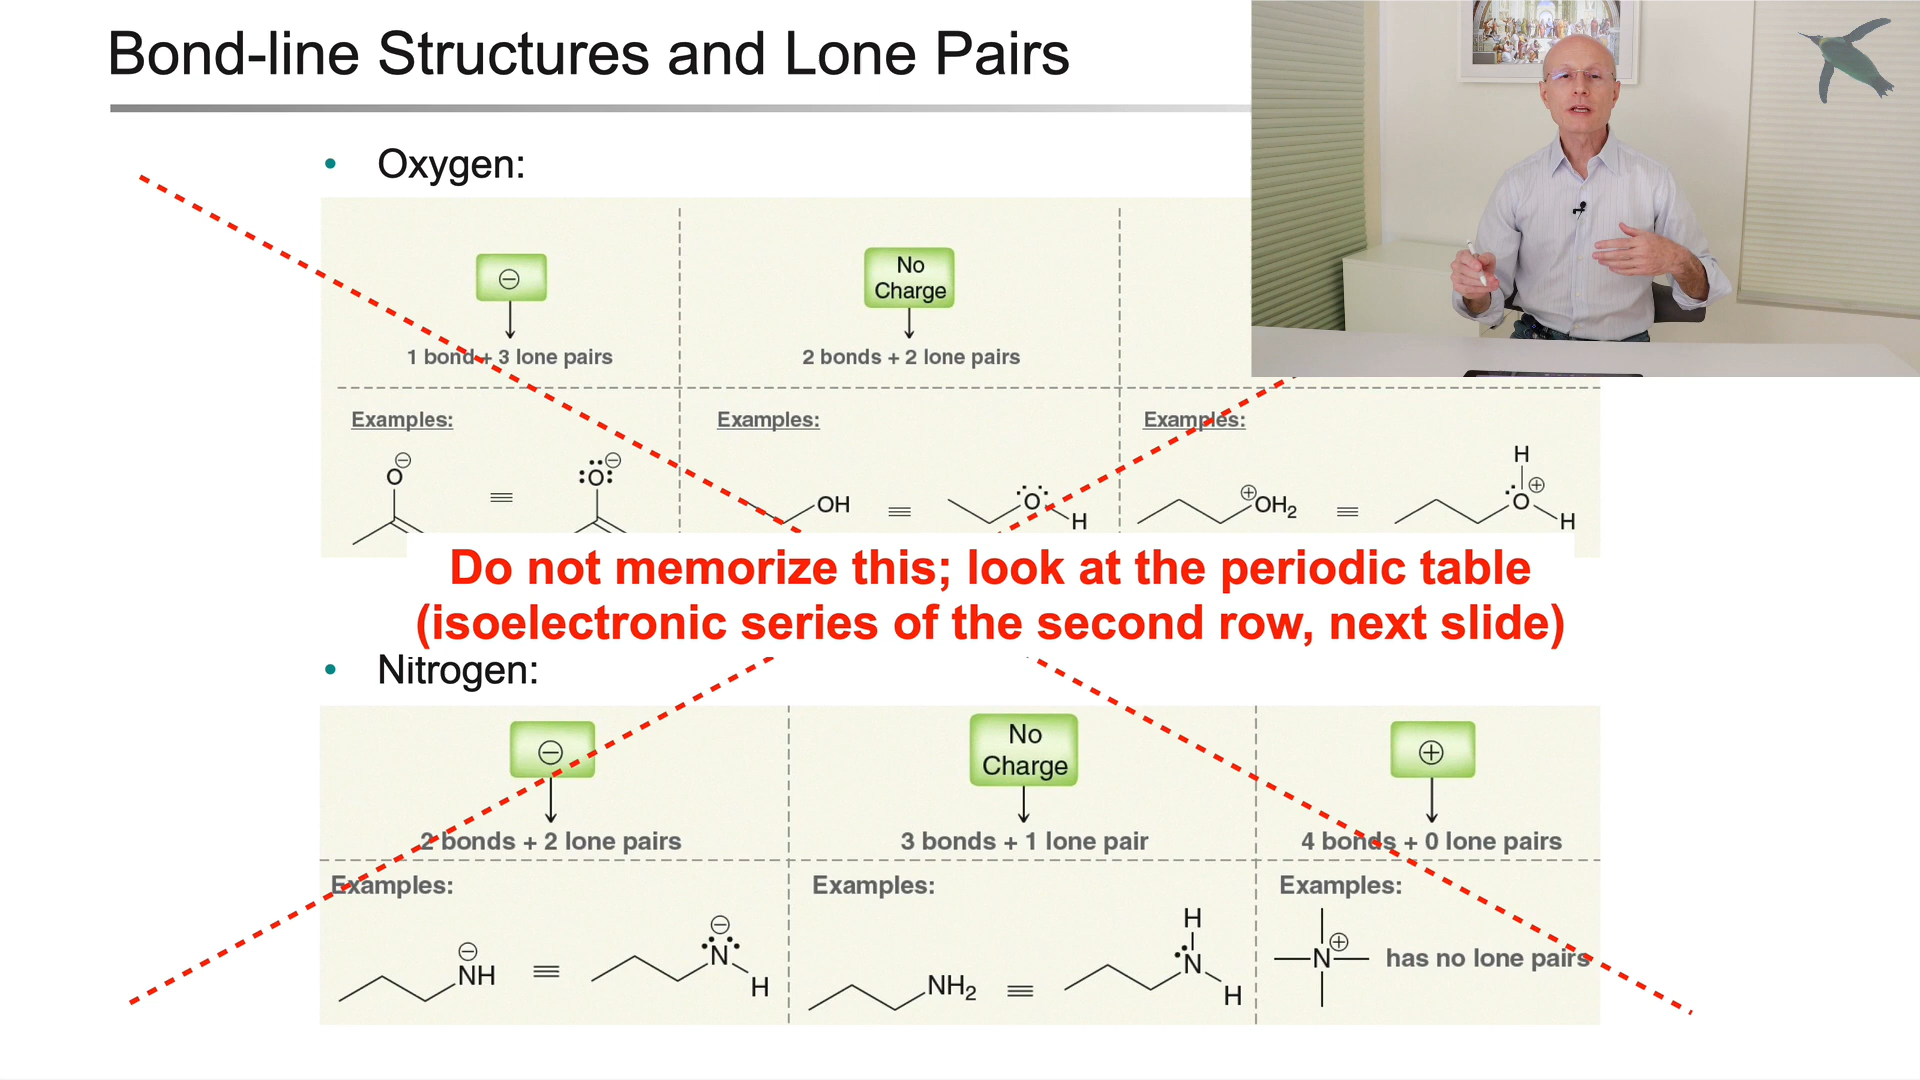 Bond-line Structures and Lone Pairs
• Oxygen:
⊖
No
Charge
1 bond + 3 lone pairs
2 bonds + 2 lone pairs
Examples:
Examples:
Examples:
O⊖ ≡ :Ö:⊖
OH ≡ Ö H
⊕OH₂ ≡ H O⊕ H
Do not memorize this; look at the periodic table
(isoelectronic series of the second row, next slide)
• Nitrogen:
⊖
No
Charge
⊕
2 bonds + 2 lone pairs
3 bonds + 1 lone pair
4 bonds + 0 lone pairs
Examples:
Examples:
Examples:
⊖NH ≡ ⊖N H
NH₂ ≡ H N H
N⊕ has no lone pairs